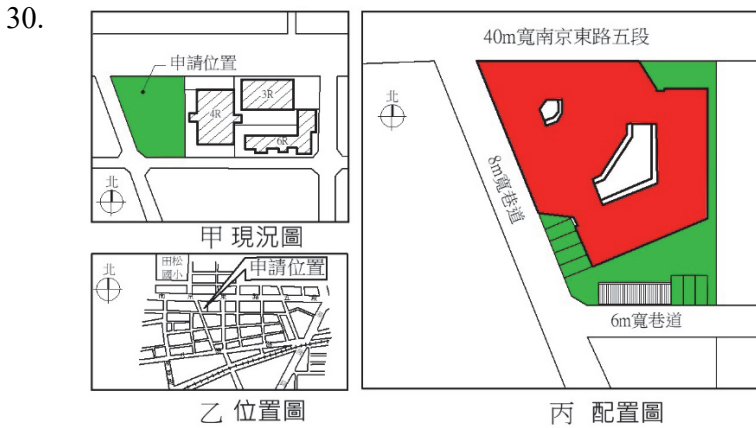 30.
申請位置
3R
4R
6R
北
甲 現況圖
田松
國小
申請位置
北
乙 位置圖
40m寬南京東路五段
北
8m寬巷道
6m寬巷道
丙 配置圖